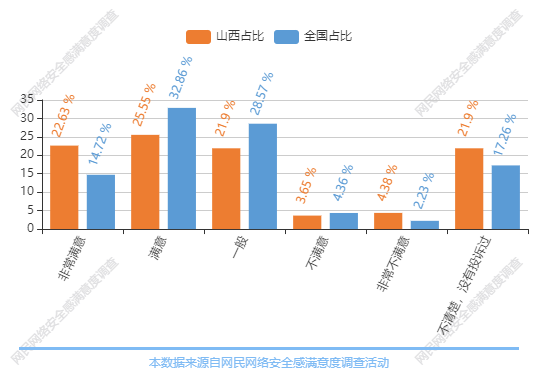 山西占比 全国占比
网民网络安全感满意度调查
网民网络安全感满意度调查
22.63 % 14.72 % 25.55 % 32.86 % 21.9 % 28.57 % 3.65 % 4.36 % 4.38 % 2.23 % 21.9 % 17.26 %
35
30
25
20
15
10
5
0
非常满意 满意 一般 不满意 非常不满意 不清楚，没有投诉过
网民网络安全感满意度调查
网民网络安全感满意度调查
本数据来源自网民网络安全感满意度调查活动